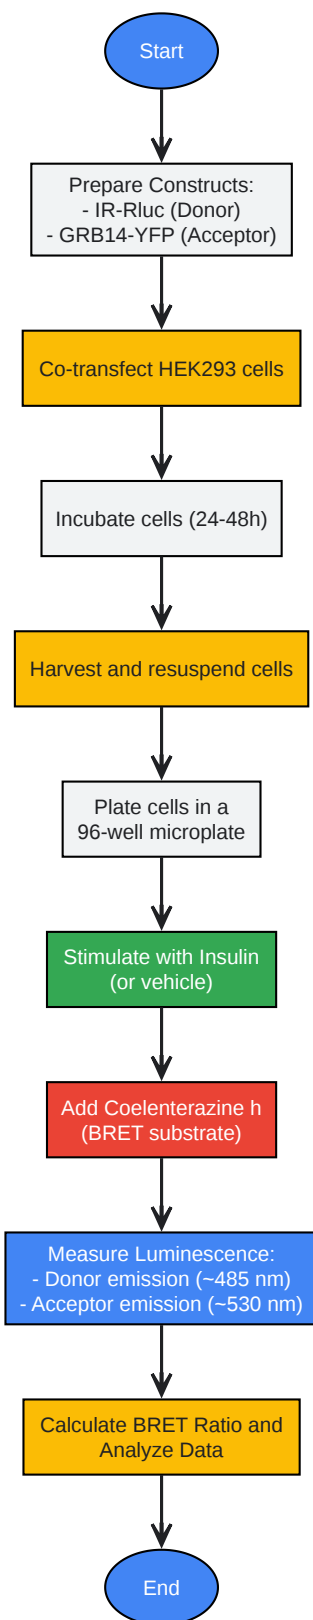 Start
Prepare Constructs:
- IR-Rluc (Donor)
- GRB14-YFP (Acceptor)
Co-transfect HEK293 cells
Incubate cells (24-48h)
Harvest and resuspend cells
Plate cells in a
96-well microplate
Stimulate with Insulin
(or vehicle)
Add Coelenterazine h
(BRET substrate)
Measure Luminescence:
- Donor emission (~485 nm)
- Acceptor emission (~530 nm)
Calculate BRET Ratio and
Analyze Data
End